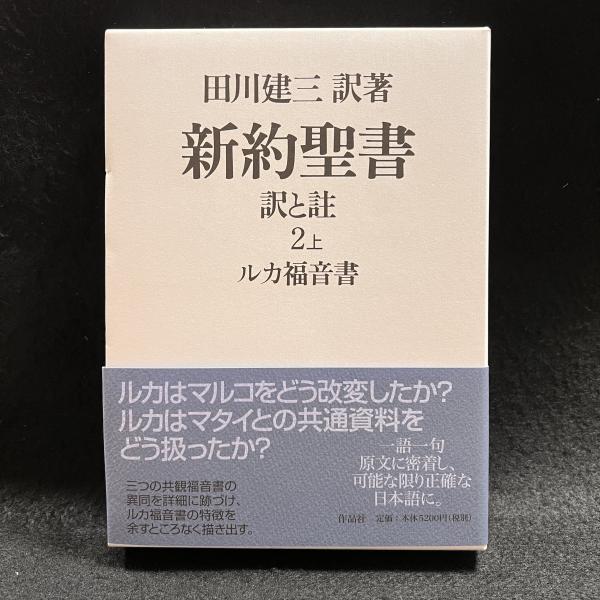 田川建三 訳著
新約聖書
訳と註
2上
ルカ福音書
ルカはマルコをどう改変したか?
ルカはマタイとの共通資料を
どう扱ったか?
三つの共観福音書の
異同を詳細に跡づけ、
ルカ福音書の特徴を
余すところなく描き出す。
一語一句
原文に密着し、
可能な限り正確な
日本語に。
作品社 定価:本体5200円(税別)